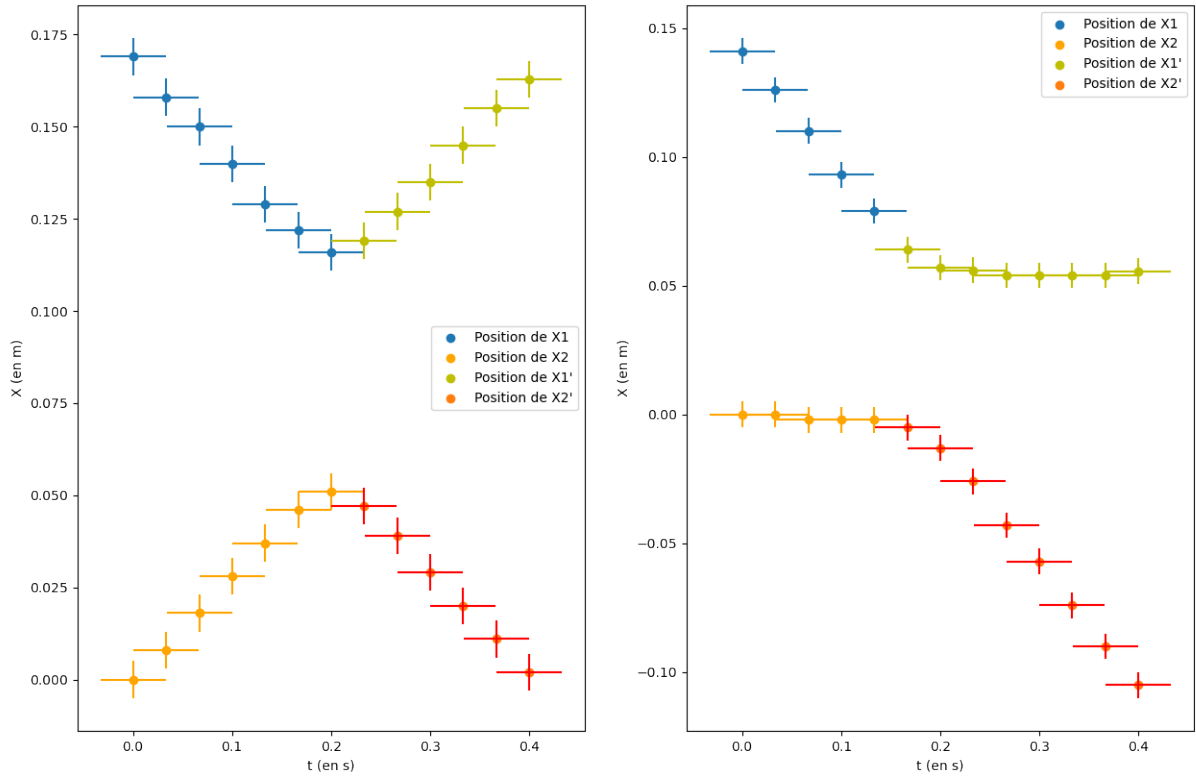 0.175
0.150
0.125
0.100
0.075
0.050
0.025
0.000
X (en m)
Position de X1
Position de X2
Position de X1'
Position de X2'
0.0 0.1 0.2 0.3 0.4
t (en s)
0.15
0.10
0.05
0.00
−0.05
−0.10
X (en m)
Position de X1
Position de X2
Position de X1'
Position de X2'
0.0 0.1 0.2 0.3 0.4
t (en s)